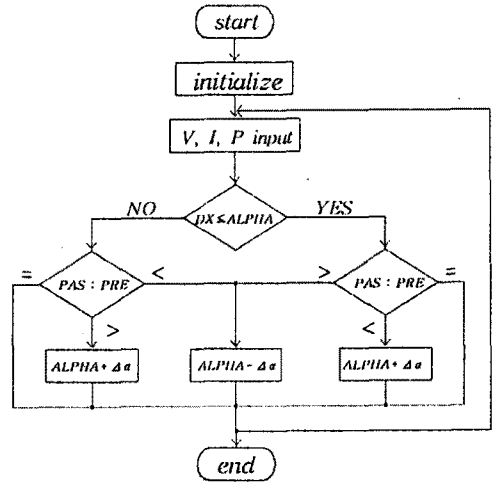 start
initialize
V, I, P input
DX≤ALPHA
NO
YES
PAS : PRE
=
<
>
PAS : PRE
>
=
<
ALPHA+Δα
ALPHA-Δα
ALPHA+Δα
end